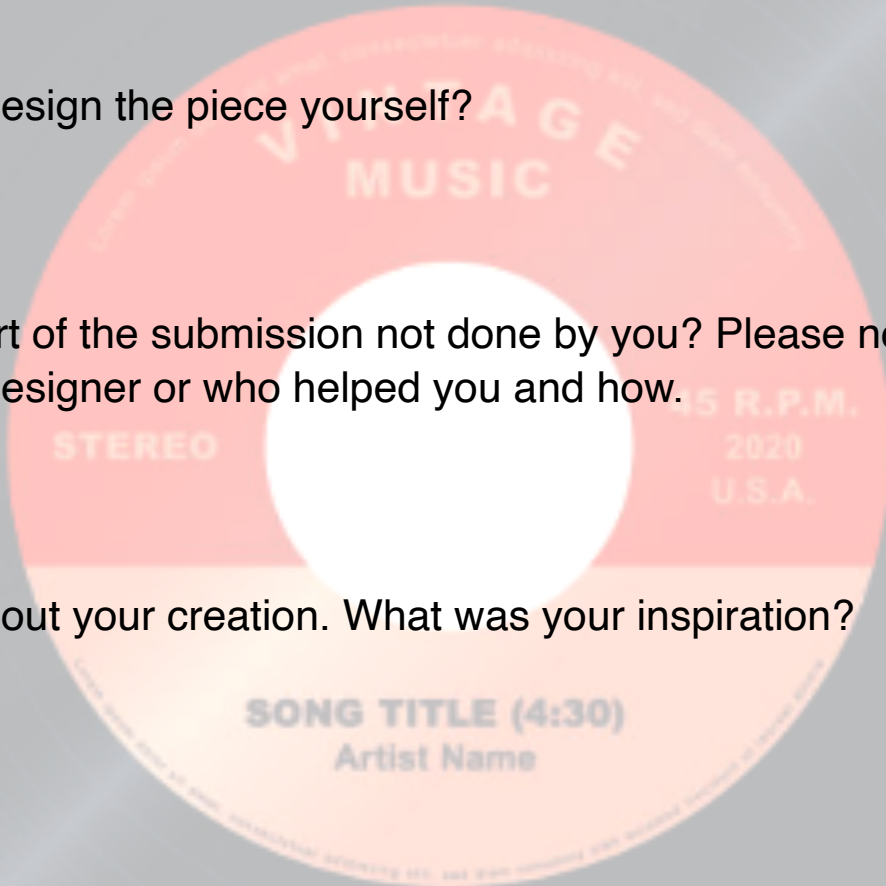 esign the piece yourself?
VINTAGE
MUSIC
rt of the submission not done by you? Please no
esigner or who helped you and how.
45 R.P.M.
STEREO
2020
U.S.A.
out your creation. What was your inspiration?
SONG TITLE (4:30)
Artist Name